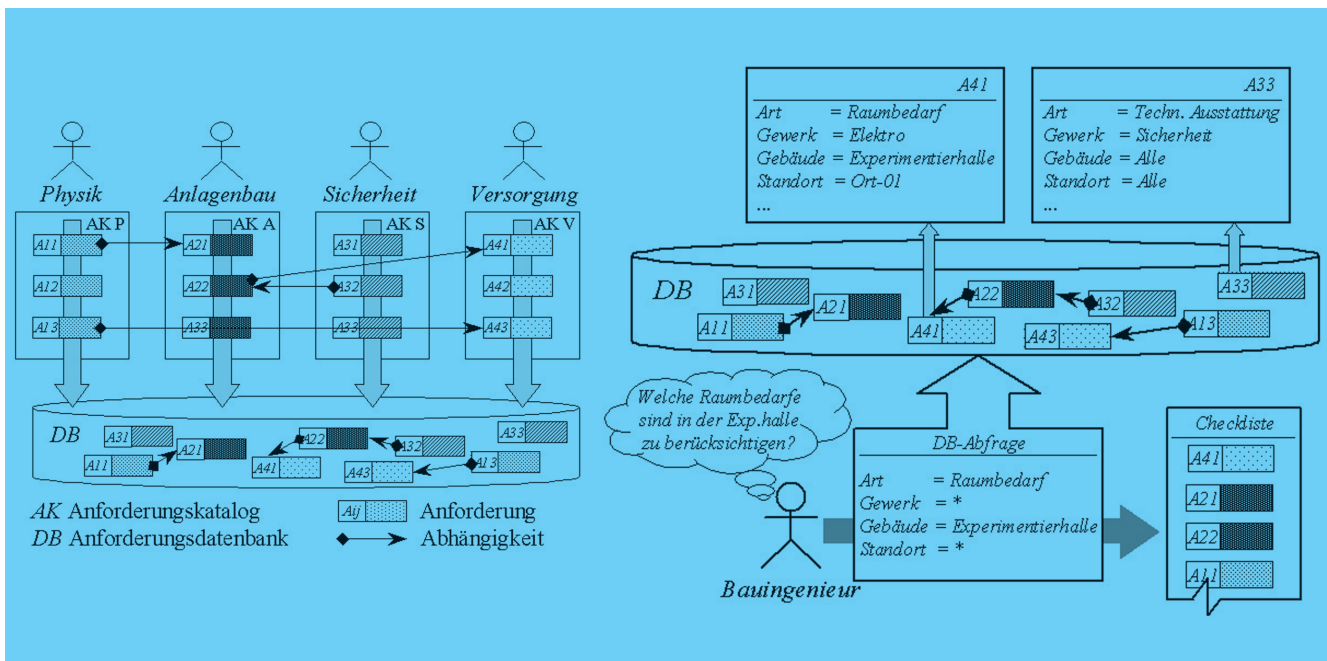 Physik
Anlagenbau
Sicherheit
Versorgung
AK P
AK A
AK S
AK V
A11
A21
A31
A41
A12
A22
A32
A42
A13
A33
A33
A43
DB
A31
A21
A22
A32
A33
A11
A41
A43
A13
AK Anforderungskatalog
Aij
Anforderung
DB Anforderungsdatenbank
Abhängigkeit
A41
Art = Raumbedarf
Gewerk = Elektro
Gebäude = Experimentierhalle
Standort = Ort-01
...
A33
Art = Techn. Ausstattung
Gewerk = Sicherheit
Gebäude = Alle
Standort = Alle
...
DB
A31
A21
A22
A32
A33
A11
A41
A43
A13
Welche Raumbedarfe
sind in der Exp.halle
zu berücksichtigen?
Bauingenieur
DB-Abfrage
Art = Raumbedarf
Gewerk = *
Gebäude = Experimentierhalle
Standort = *
Checkliste
A41
A21
A22
A11